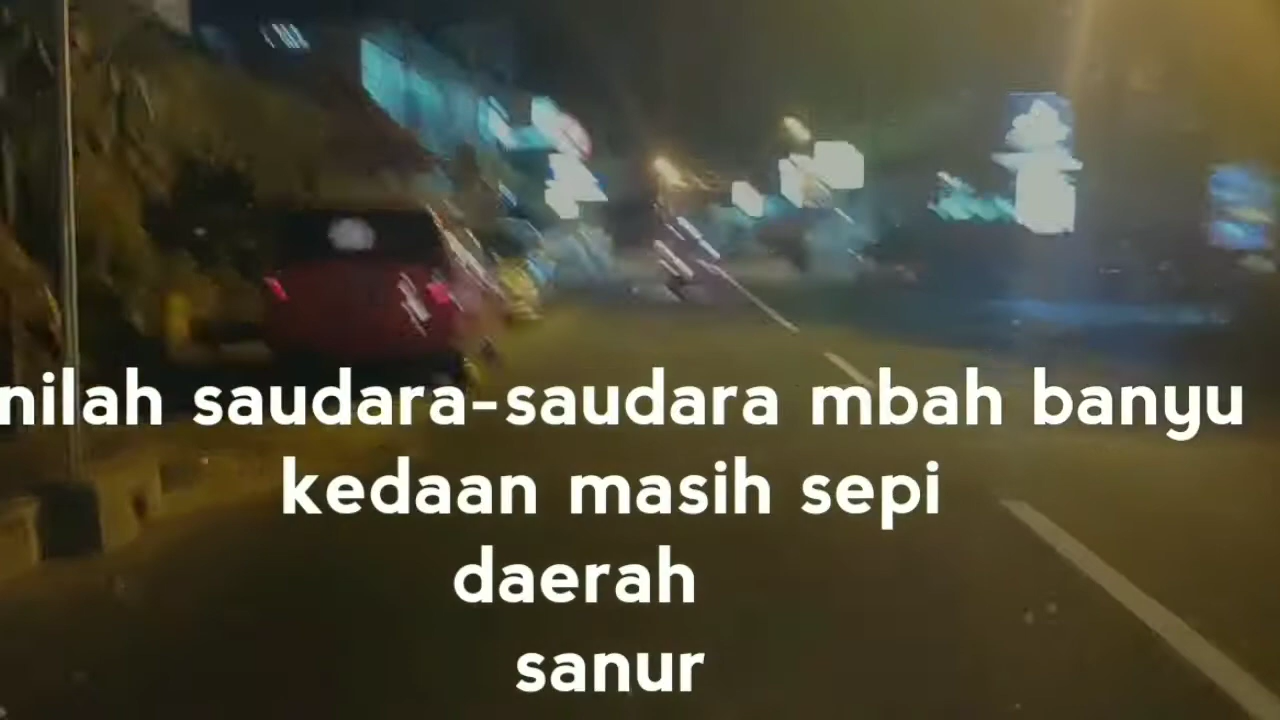 nilah saudara-saudara mbah banyu
kedaan masih sepi
daerah
sanur